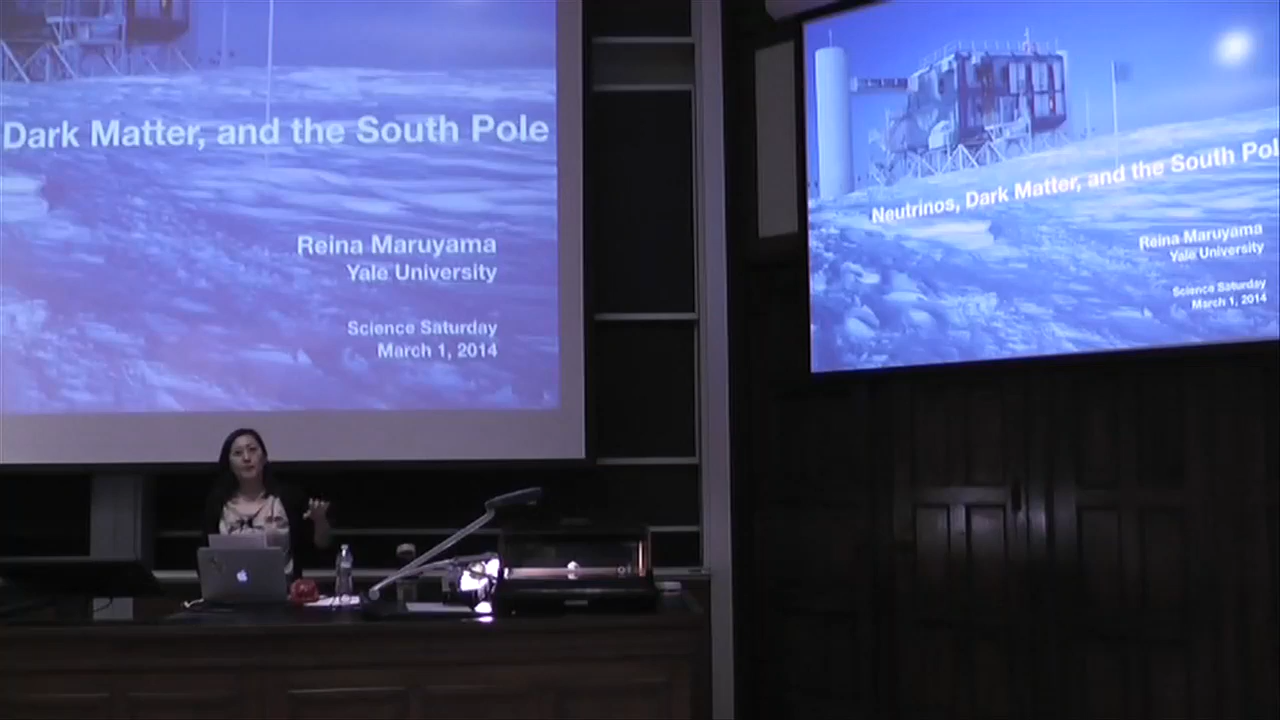 Dark Matter, and the South Pole
Reina Maruyama
Yale University
Science Saturday
March 1, 2014
Neutrinos, Dark Matter, and the South Pol
Reina Maruyama
Yale University
Science Saturday
March 1, 2014